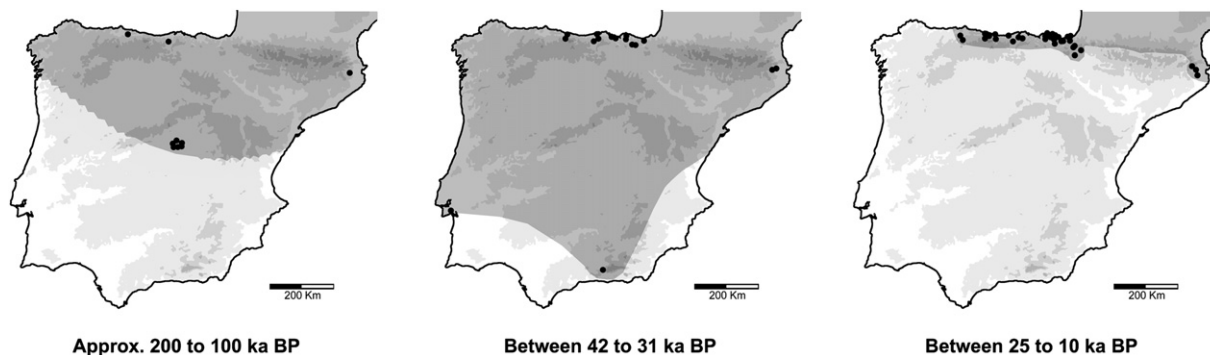 200 Km
200 Km
200 Km
Approx. 200 to 100 ka BP
Between 42 to 31 ka BP
Between 25 to 10 ka BP